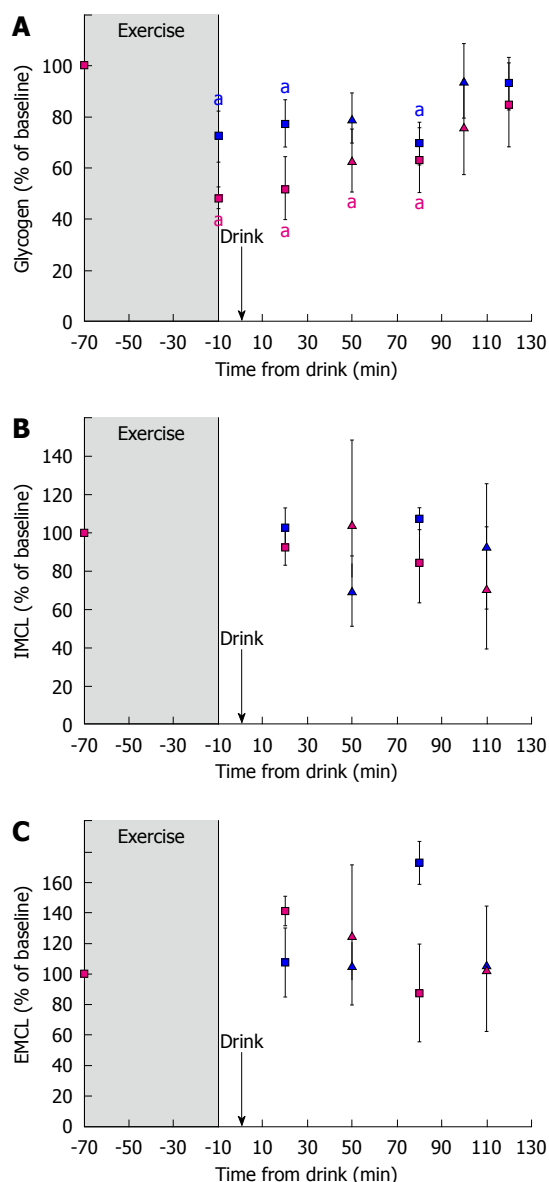 A
Exercise
100
80
60
40
20
0
a
a
a
a
a
a
a
Drink
-70 -50 -30 -10 10 30 50 70 90 110 130
Time from drink (min)
Glycogen (% of baseline)
B
Exercise
140
120
100
80
60
40
20
0
Drink
-70 -50 -30 -10 10 30 50 70 90 110 130
Time from drink (min)
IMCL (% of baseline)
C
Exercise
160
140
120
100
80
60
40
20
0
Drink
-70 -50 -30 -10 10 30 50 70 90 110 130
Time from drink (min)
EMCL (% of baseline)